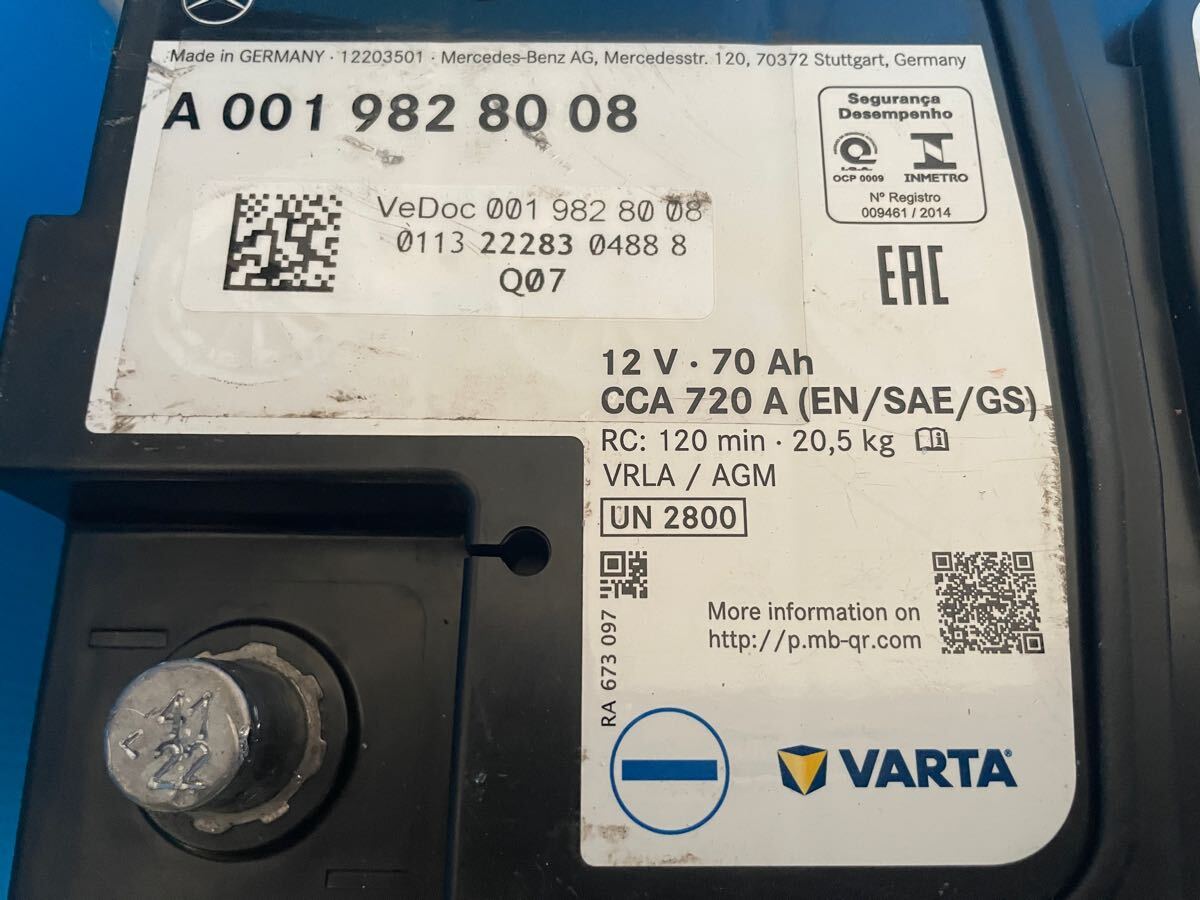 Made in GERMANY · 12203501 · Mercedes-Benz AG, Mercedesstr. 120, 70372 Stuttgart, Germany
A 001 982 80 08
Segurança
Desempenho
OCP 0009
INMETRO
Nº Registro
009461 / 2014
VeDoc 001 982 80 08
0113 22283 0488 8
Q07
EAC
12 V · 70 Ah
CCA 720 A (EN/SAE/GS)
RC: 120 min · 20,5 kg
VRLA / AGM
UN 2800
RA 673 097
More information on
http://p.mb-qr.com
VARTA®